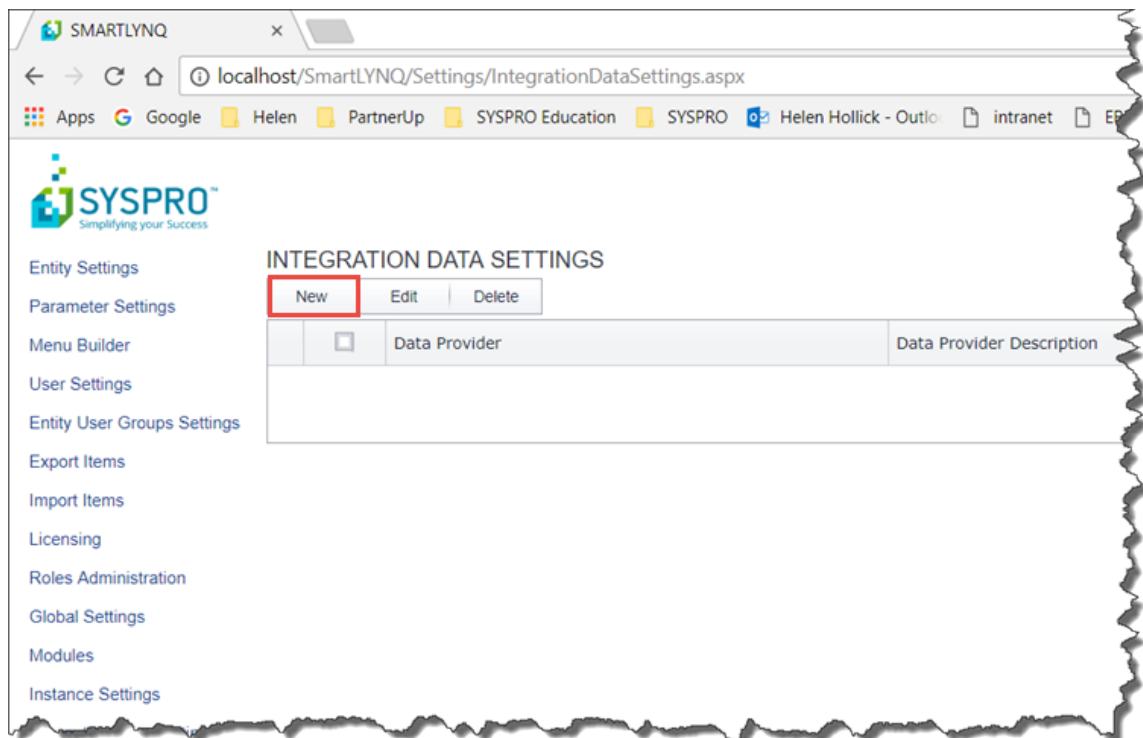 SMARTLYNQ
localhost/SmartLYNQ/Settings/IntegrationDataSettings.aspx
Apps Google Helen PartnerUp SYSPRO Education SYSPRO Helen Hollick - Outlo intranet
SYSPRO™
Simplifying your Success
INTEGRATION DATA SETTINGS
New Edit Delete
Data Provider Data Provider Description
Entity Settings
Parameter Settings
Menu Builder
User Settings
Entity User Groups Settings
Export Items
Import Items
Licensing
Roles Administration
Global Settings
Modules
Instance Settings